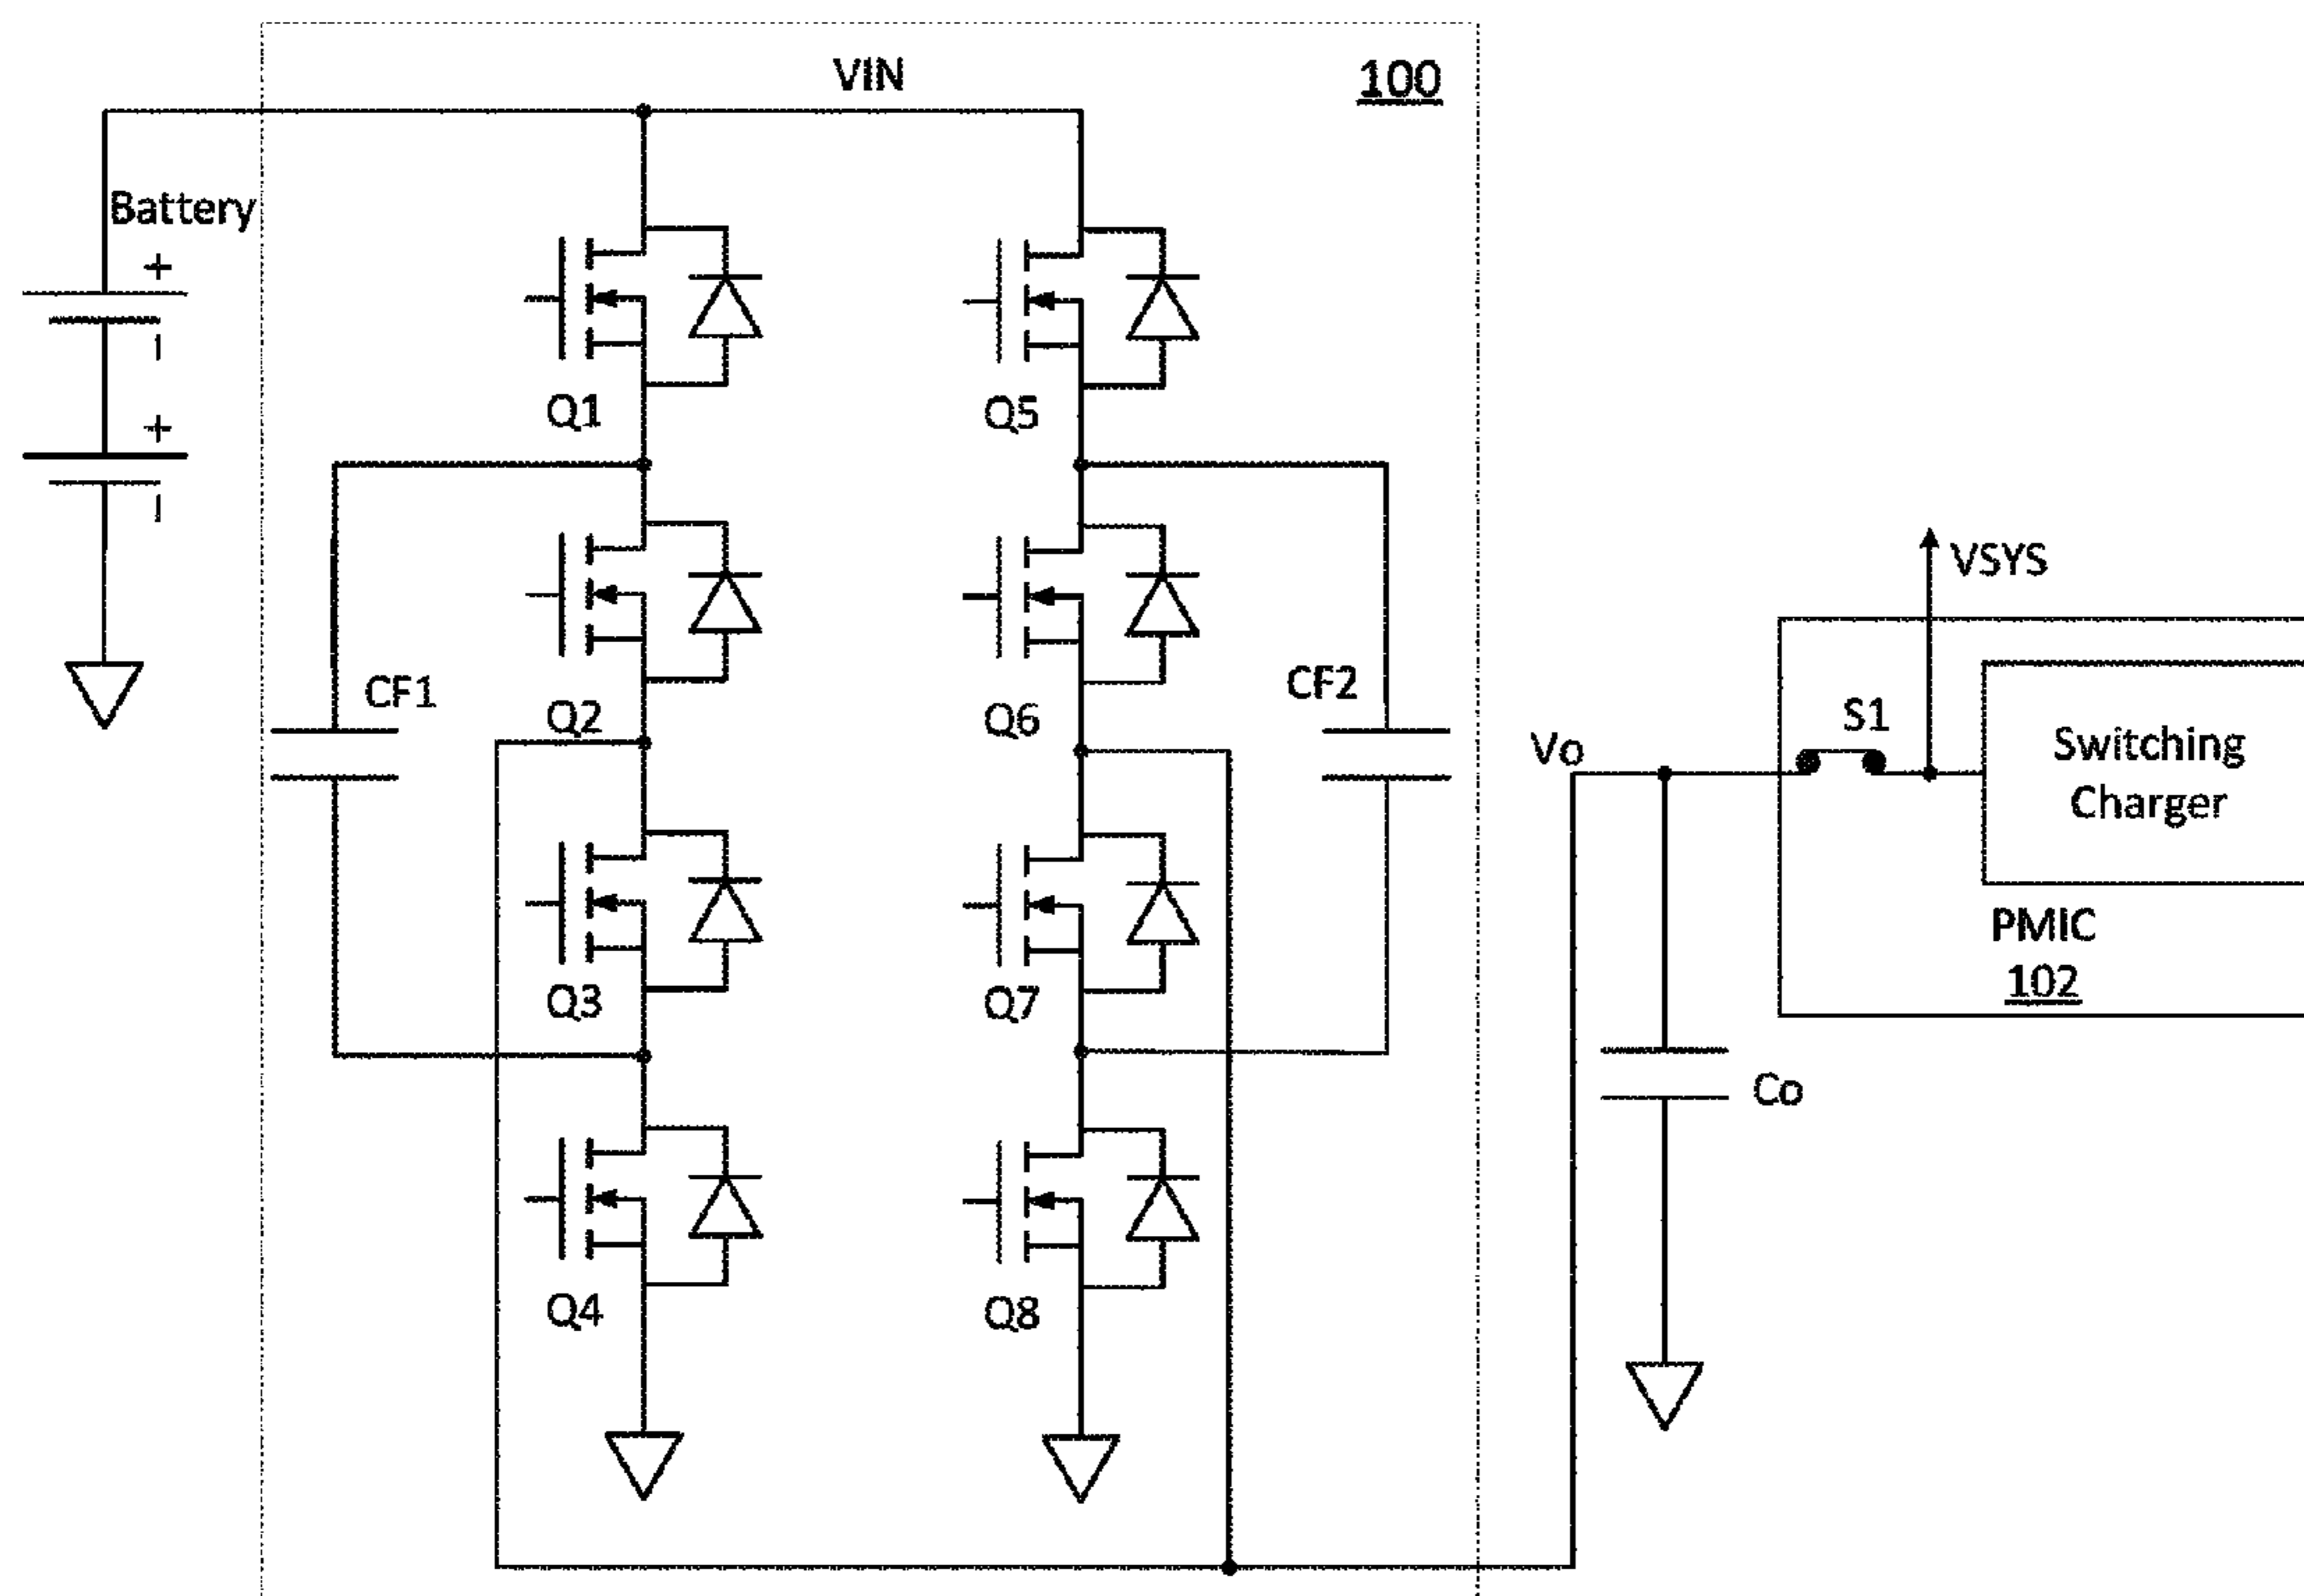 VIN
100
Battery
+
−
+
−
Q1
Q5
Q2
Q6
CF1
CF2
VSYS
S1
Vo
Switching
Charger
PMIC
102
Q3
Q7
Co
Q4
Q8